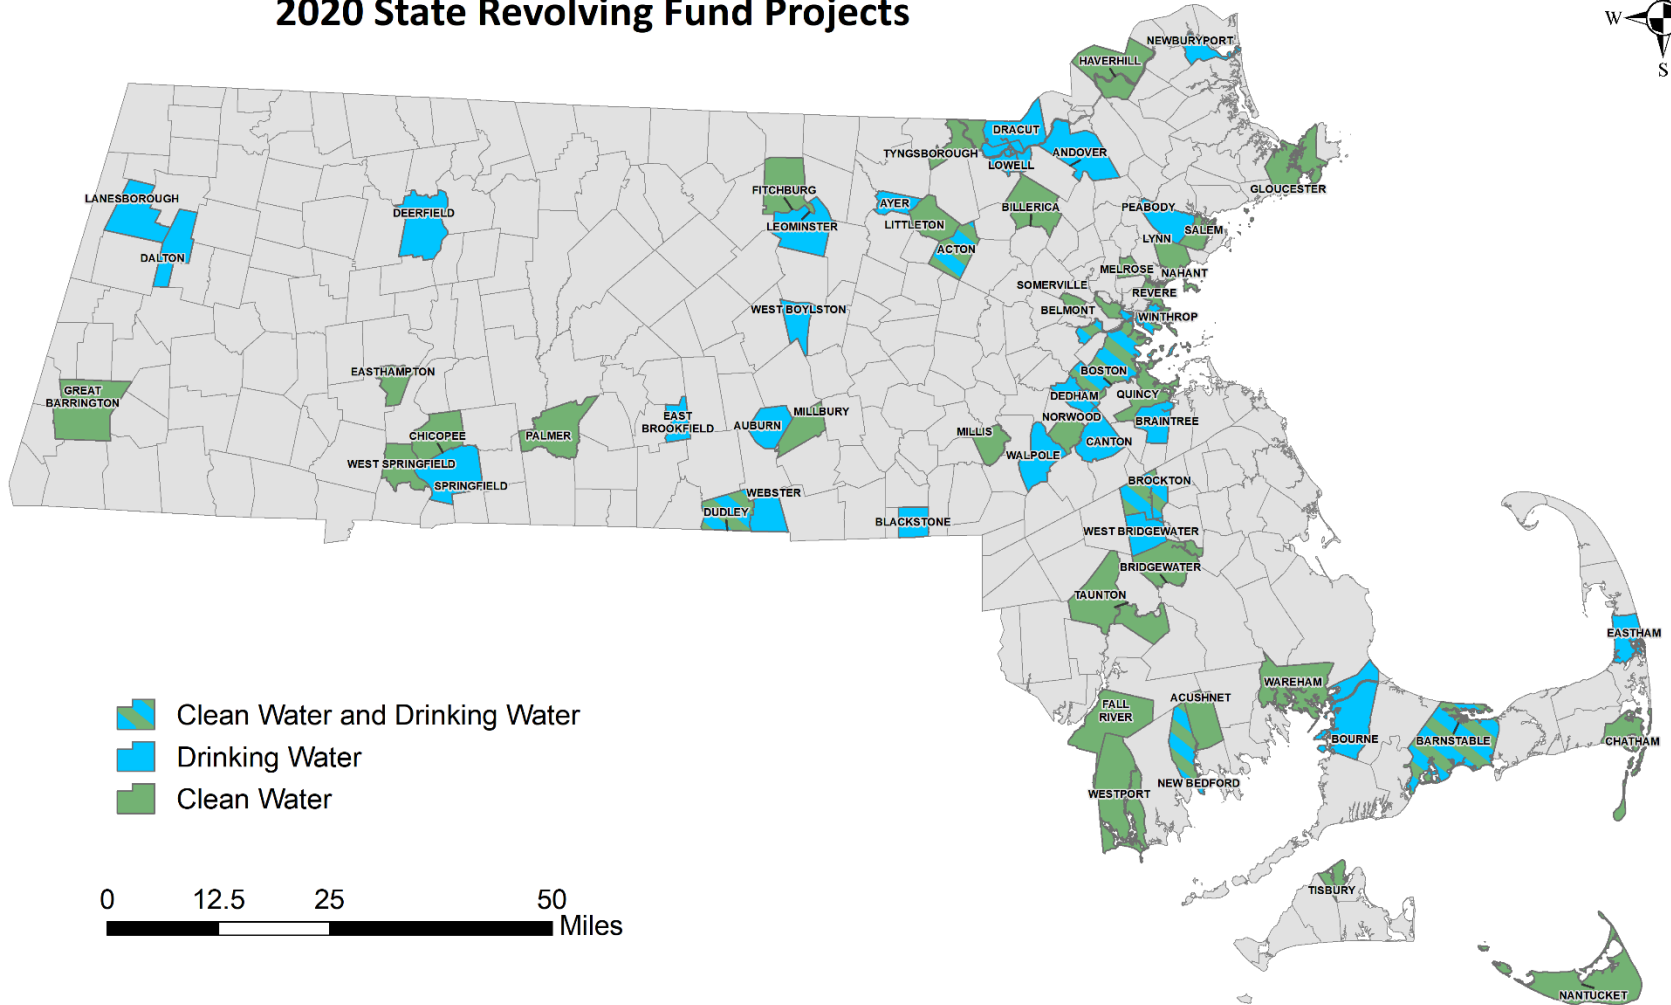 2020 State Revolving Fund Projects
W
S
NEWBURYPORT
HAVERHILL
DRACUT
TYNGSBOROUGH
ANDOVER
LOWELL
GLOUCESTER
LANESBOROUGH
FITCHBURG
DEERFIELD
AYER
BILLERICA
PEABODY
LEOMINSTER
LITTLETON
SALEM
LYNN
ACTON
DALTON
MELROSE
NAHANT
SOMERVILLE
REVERE
WEST BOYLSTON
BELMONT
WINTHROP
EASTHAMPTON
BOSTON
GREAT
BARRINGTON
DEDHAM
QUINCY
EAST
BROOKFIELD
AUBURN
MILLBURY
NORWOOD
BRAINTREE
CHICOPEE
PALMER
MILLIS
CANTON
WALPOLE
WEST SPRINGFIELD
SPRINGFIELD
BROCKTON
WEBSTER
DUDLEY
BLACKSTONE
WEST BRIDGEWATER
BRIDGEWATER
TAUNTON
EASTHAM
WAREHAM
ACUSHNET
FALL
RIVER
BOURNE
BARNSTABLE
CHATHAM
NEW BEDFORD
WESTPORT
TISBURY
NANTUCKET
Clean Water and Drinking Water
Drinking Water
Clean Water
0 12.5 25 50
Miles